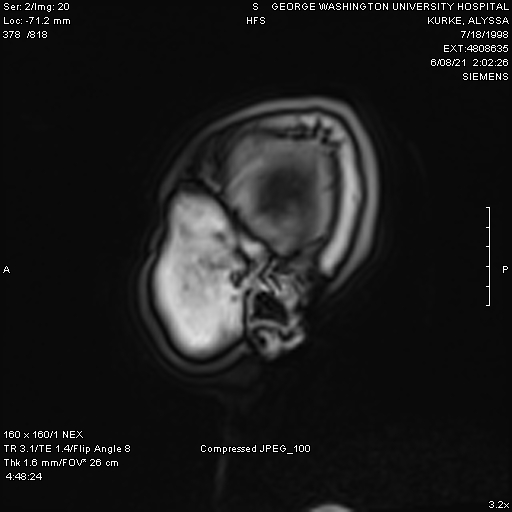 Ser: 2/Img: 20
Loc: -71.2 mm
378 /818
S GEORGE WASHINGTON UNIVERSITY HOSPITAL
HFS KURKE, ALYSSA
7/18/1998
EXT:4808635
6/08/21 2:02:26
SIEMENS
A
P
160 x 160/1 NEX
TR 3.1/TE 1.4/Flip Angle 8
Thk 1.6 mm/FOV* 26 cm
4:48:24
Compressed JPEG_100
3.2x